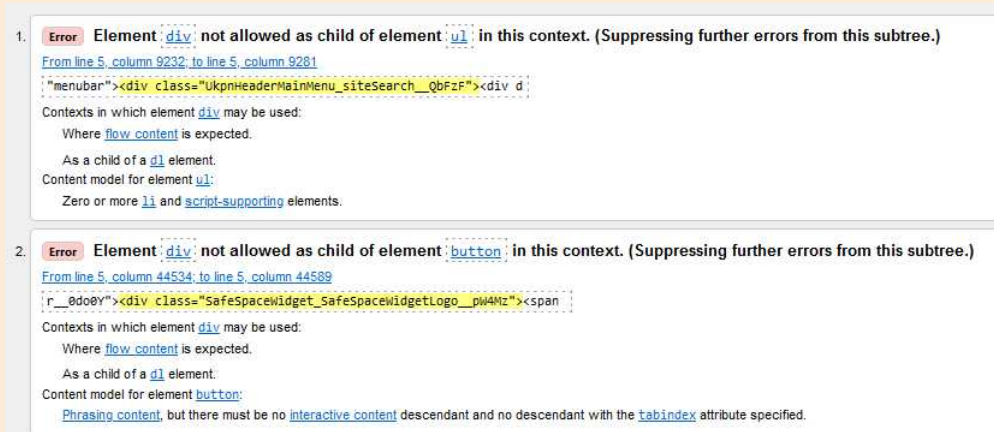 1. Error Element div not allowed as child of element ul in this context. (Suppressing further errors from this subtree.)
From line 5, column 9232; to line 5, column 9281
"menubar"><div class="UkpnHeaderMainMenu_siteSearch__QbFzF"><div d
Contexts in which element div may be used:
Where flow content is expected.
As a child of a dl element.
Content model for element ul:
Zero or more li and script-supporting elements.
2. Error Element div not allowed as child of element button in this context. (Suppressing further errors from this subtree.)
From line 5, column 44534; to line 5, column 44589
r__0do0Y"><div class="SafeSpaceWidget_SafeSpaceWidgetLogo__pW4Mz"><span
Contexts in which element div may be used:
Where flow content is expected.
As a child of a dl element.
Content model for element button:
Phrasing content, but there must be no interactive content descendant and no descendant with the tabindex attribute specified.